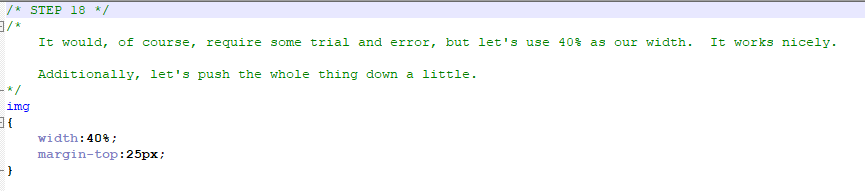 /* STEP 18 */
/*
It would, of course, require some trial and error, but let's use 40% as our width.  It works nicely.
Additionally, let's push the whole thing down a little.
*/
img
{
width:40%;
margin-top:25px;
}